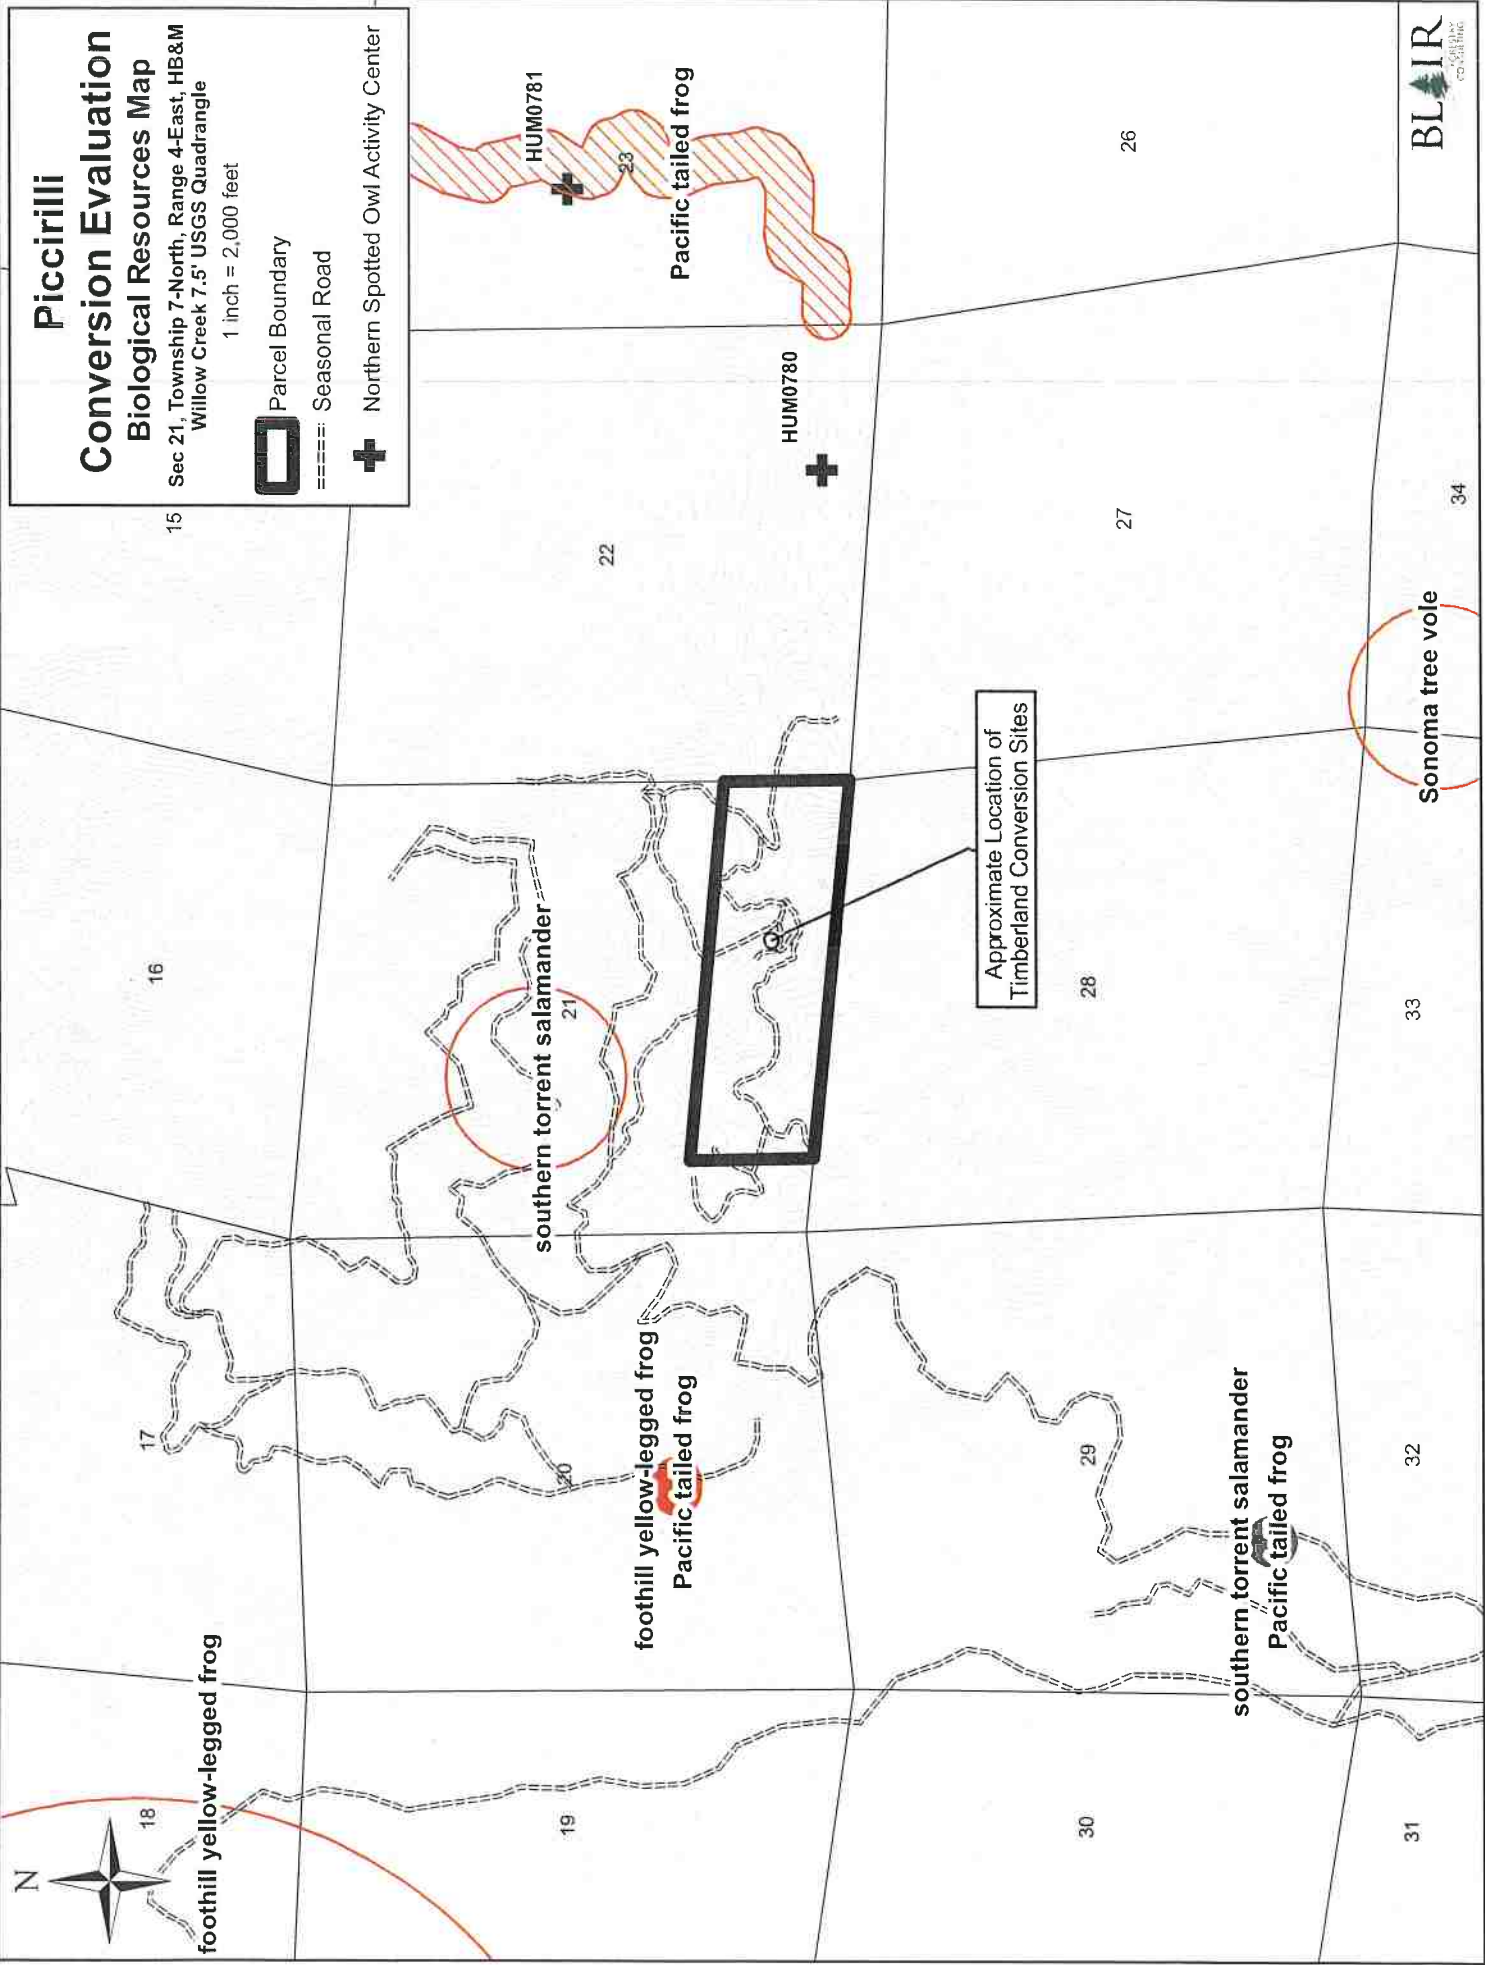 Piccirilli
Conversion Evaluation
Biological Resources Map
Sec 21, Township 7-North, Range 4-East, HB&M
Willow Creek 7.5' USGS Quadrangle
1 inch = 2,000 feet
Parcel Boundary
Seasonal Road
Northern Spotted Owl Activity Center
N
18
foothill yellow-legged frog
17
16
15
HUM0781
23
Pacific tailed frog
19
20
foothill yellow-legged frog
Pacific tailed frog
southern torrent salamander
21
22
HUM0780
Approximate Location of
Timberland Conversion Sites
30
29
28
27
26
southern torrent salamander
Pacific tailed frog
31
32
33
Sonoma tree vole
34
BLAIR
FORESTRY
CONSULTING